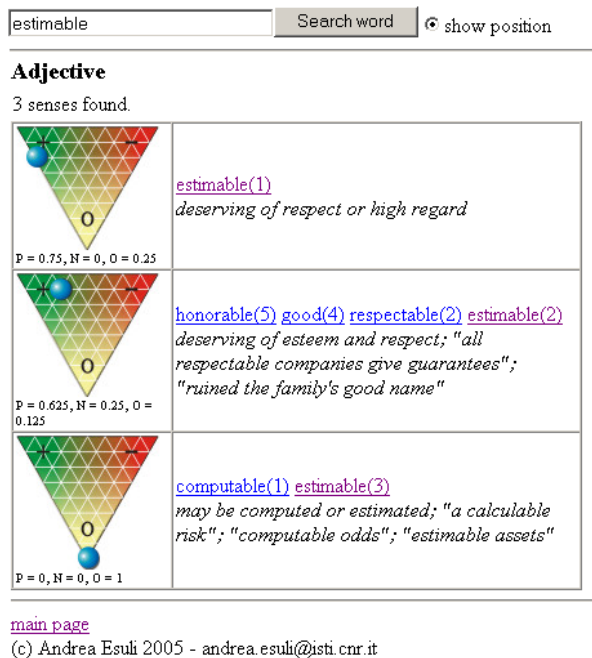 estimable Search word show position
Adjective
3 senses found.
+ −
O
P = 0.75, N = 0, O = 0.25
estimable(1)
deserving of respect or high regard
+ −
O
P = 0.625, N = 0.25, O =
0.125
honorable(5) good(4) respectable(2) estimable(2)
deserving of esteem and respect; "all
respectable companies give guarantees";
"ruined the family's good name"
+ −
O
P = 0, N = 0, O = 1
computable(1) estimable(3)
may be computed or estimated; "a calculable
risk"; "computable odds"; "estimable assets"
main page
(c) Andrea Esuli 2005 - andrea.esuli@isti.cnr.it